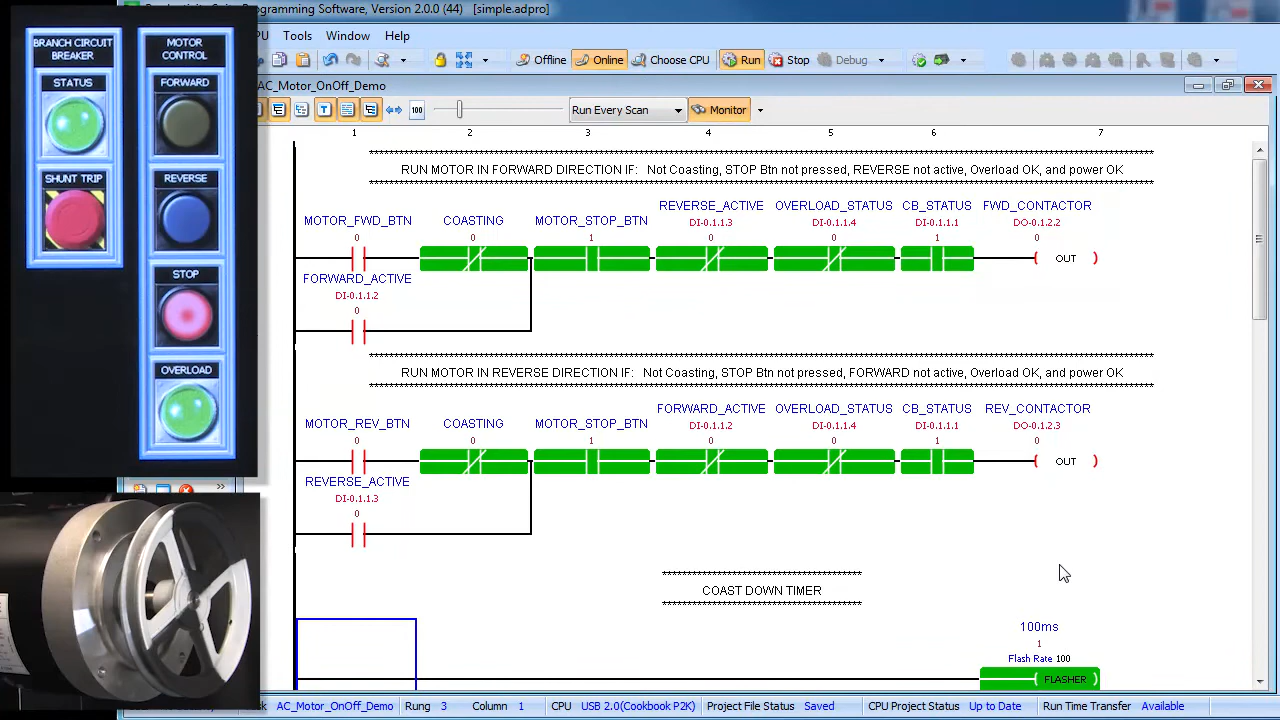 Programming Software, Version 2.0.0 (44) [simple.adpro]
PU Tools Window Help
Offline Online Choose CPU Run Stop Debug
AC_Motor_OnOff_Demo
T 100 Run Every Scan Monitor
1 2 3 4 5 6 7
BRANCH CIRCUIT
BREAKER
STATUS
SHUNT TRIP
MOTOR
CONTROL
FORWARD
REVERSE
STOP
OVERLOAD
********************************************************************
RUN MOTOR IN FORWARD DIRECTION IF: Not Coasting, STOP Btn not pressed, REVERSE not active, Overload OK, and power OK
********************************************************************
REVERSE_ACTIVE OVERLOAD_STATUS CB_STATUS FWD_CONTACTOR
MOTOR_FWD_BTN COASTING MOTOR_STOP_BTN DI-0.1.1.3 DI-0.1.1.4 DI-0.1.1.1 DO-0.1.2.2
0 0 1 0 0 1 0
OUT
FORWARD_ACTIVE
DI-0.1.1.2
0
********************************************************************
RUN MOTOR IN REVERSE DIRECTION IF: Not Coasting, STOP Btn not pressed, FORWARD not active, Overload OK, and power OK
********************************************************************
FORWARD_ACTIVE OVERLOAD_STATUS CB_STATUS REV_CONTACTOR
MOTOR_REV_BTN COASTING MOTOR_STOP_BTN DI-0.1.1.2 DI-0.1.1.4 DI-0.1.1.1 DO-0.1.2.3
0 0 1 0 0 1 0
OUT
REVERSE_ACTIVE
DI-0.1.1.3
0
**********************************
COAST DOWN TIMER
**********************************
100ms
1
Flash Rate 100
FLASHER
AC_Motor_OnOff_Demo Rung 3 Column 1 CPU USB 2.0(Cookbook P2K) Project File Status Saved CPU Project Status Up to Date Run Time Transfer Available